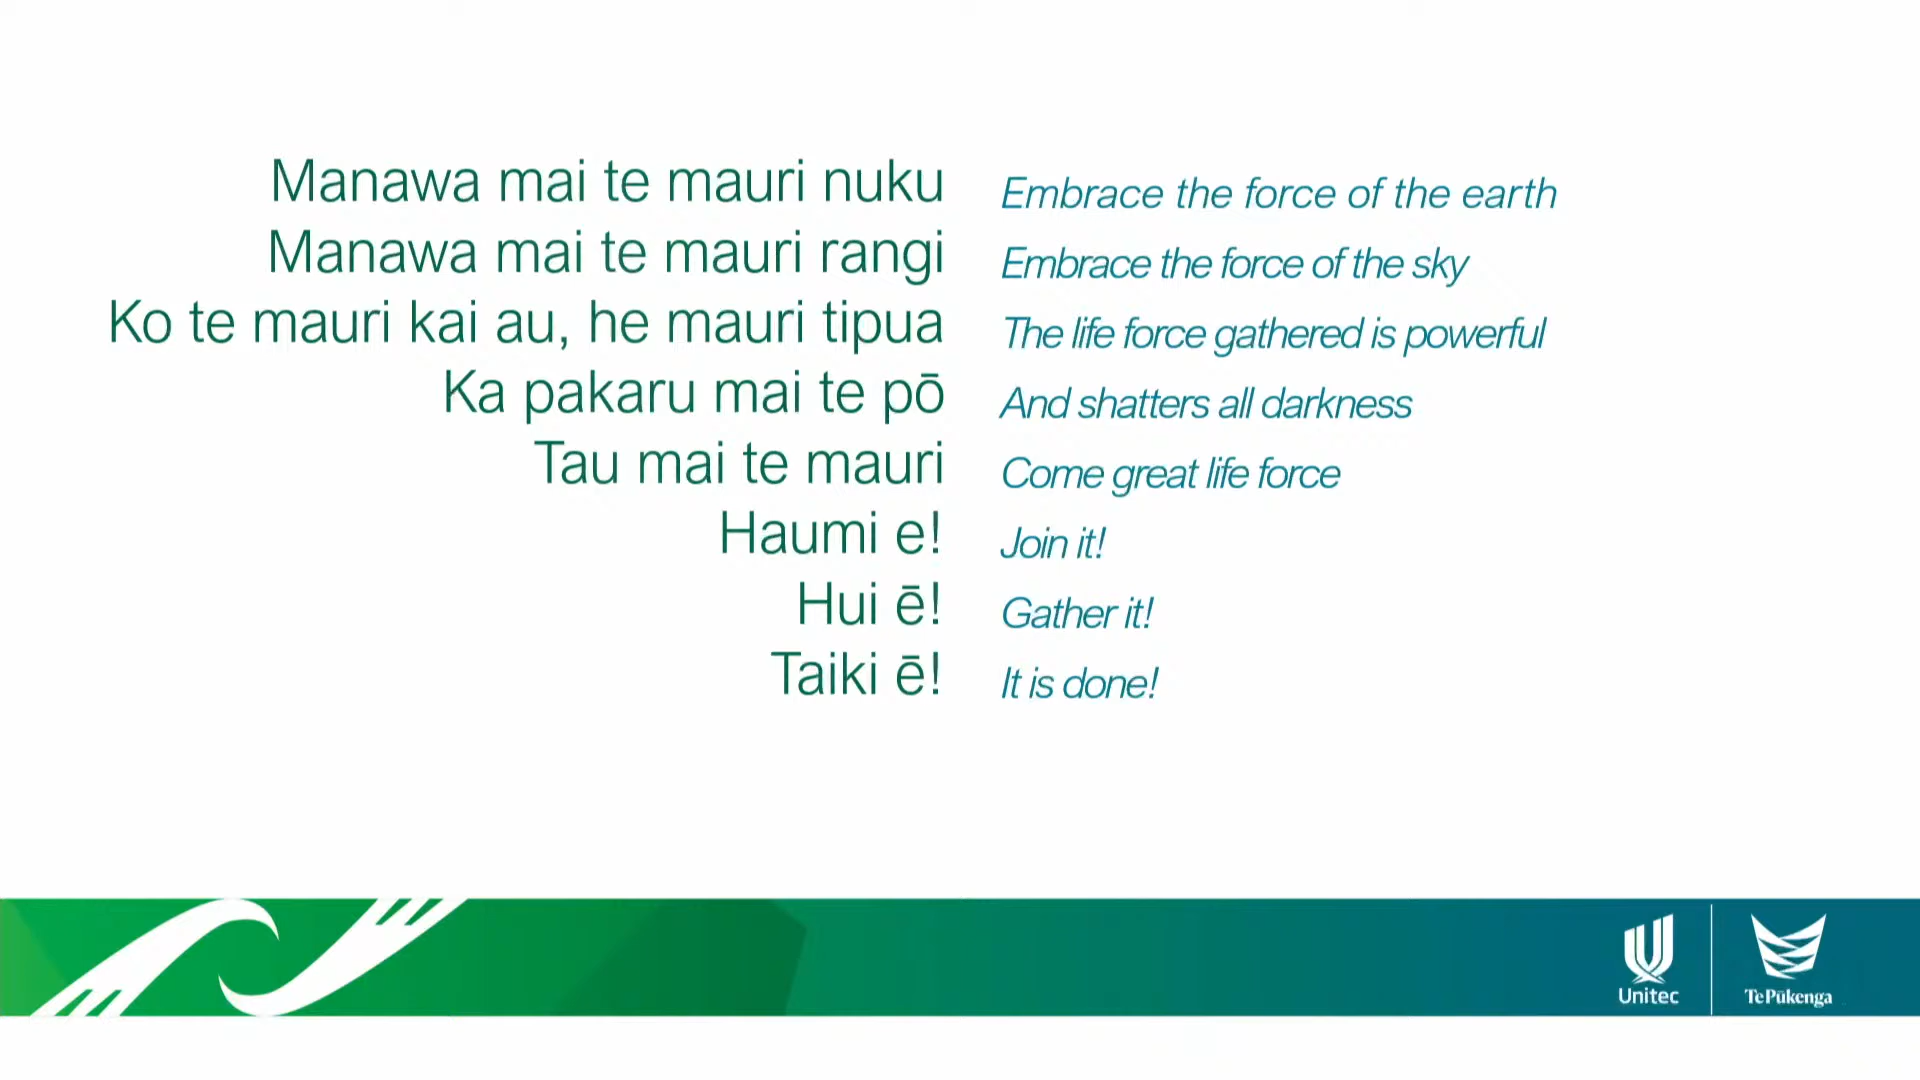 Manawa mai te mauri nuku
Embrace the force of the earth
Manawa mai te mauri rangi
Embrace the force of the sky
Ko te mauri kai au, he mauri tipua
The life force gathered is powerful
Ka pakaru mai te pō
And shatters all darkness
Tau mai te mauri
Come great life force
Haumi e!
Join it!
Hui ē!
Gather it!
Taiki ē!
It is done!
Unitec
Te Pūkenga